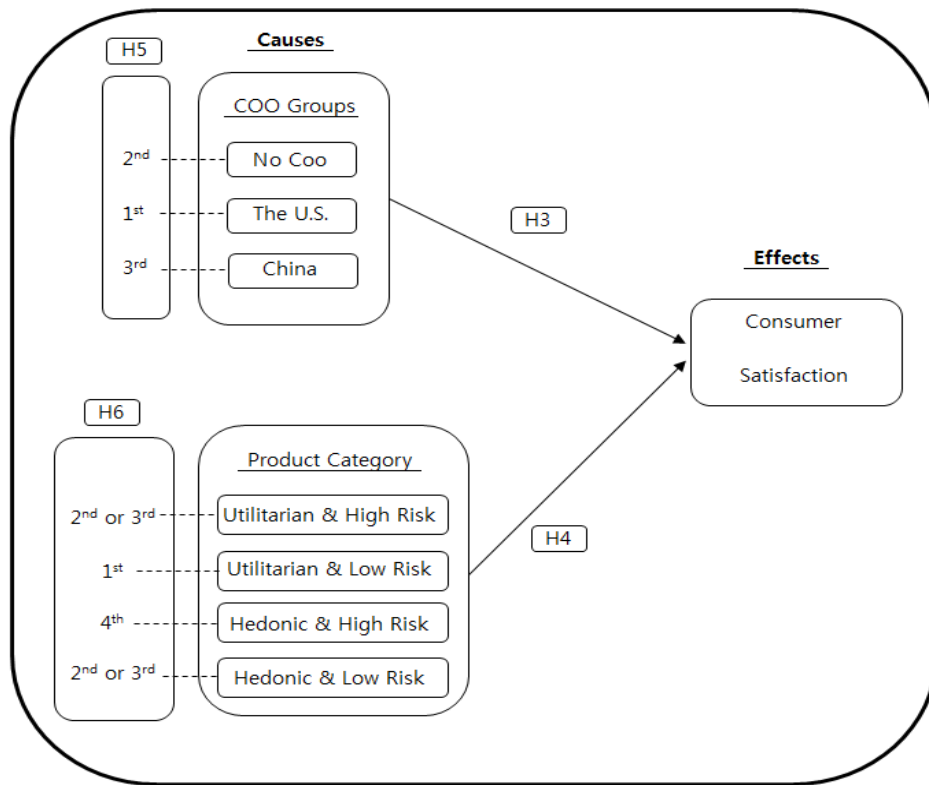 H5
Causes
COO Groups
2nd
No Coo
1st
The U.S.
3rd
China
H3
Effects
Consumer
Satisfaction
H6
Product Category
2nd or 3rd
Utilitarian & High Risk
1st
Utilitarian & Low Risk
4th
Hedonic & High Risk
2nd or 3rd
Hedonic & Low Risk
H4